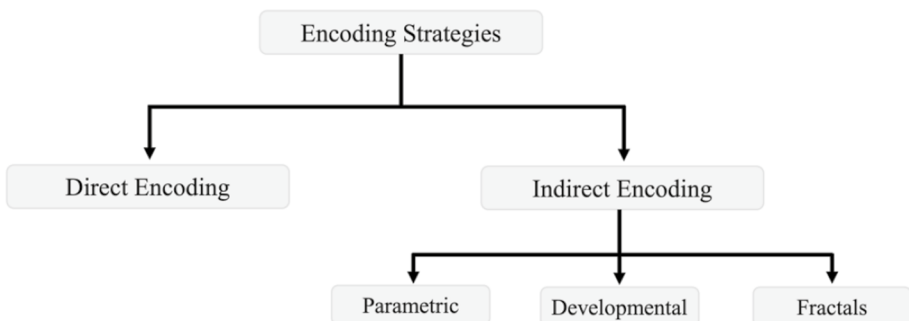 Encoding Strategies
Direct Encoding
Indirect Encoding
Parametric
Developmental
Fractals